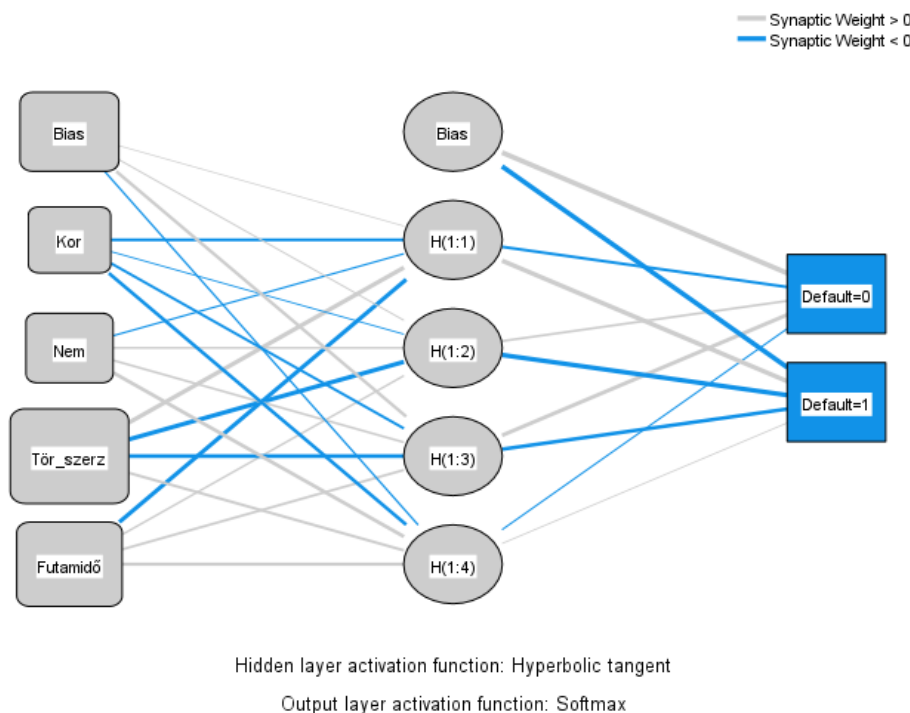 Synaptic Weight > 0
Synaptic Weight < 0
Bias
Bias
Kor
H(1:1)
Default=0
Nem
H(1:2)
Default=1
Tör_szerz
H(1:3)
Futamidő
H(1:4)
Hidden layer activation function: Hyperbolic tangent
Output layer activation function: Softmax